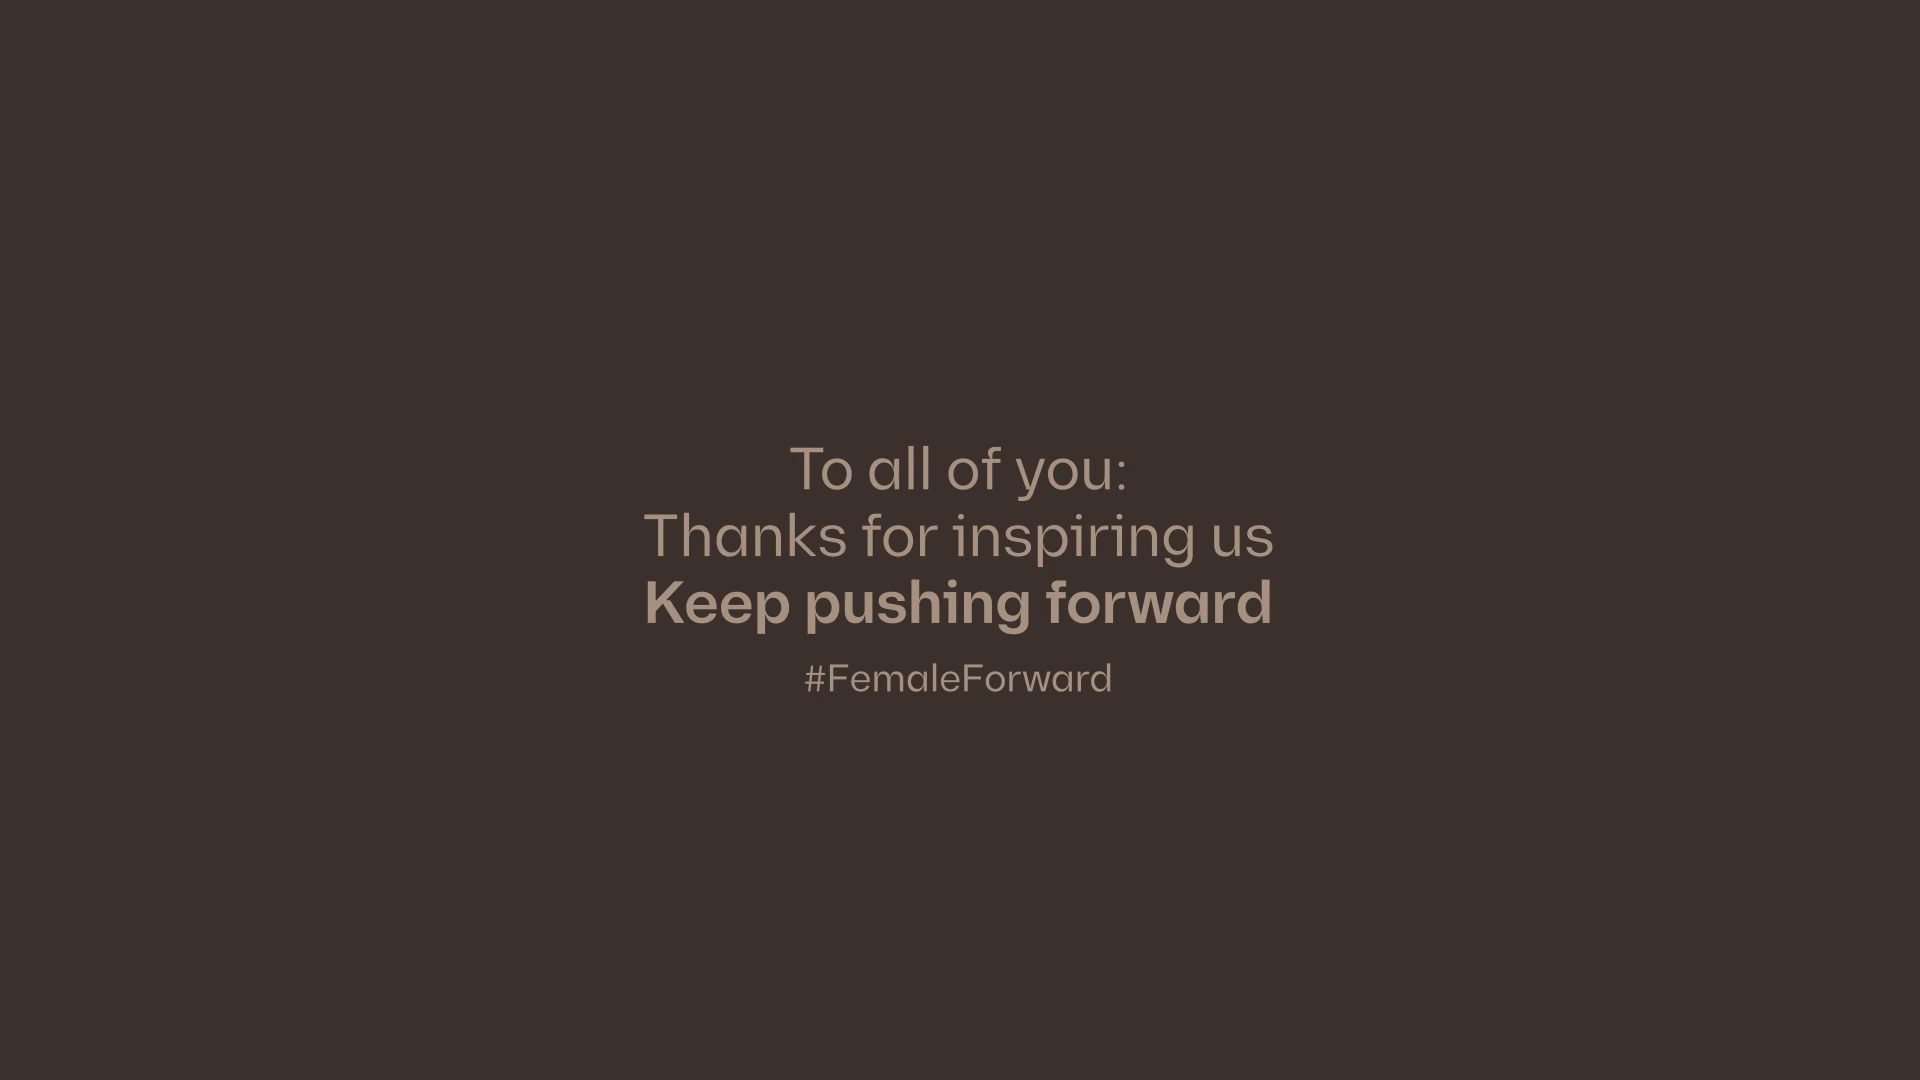 To all of you:
Thanks for inspiring us
Keep pushing forward
#FemaleForward